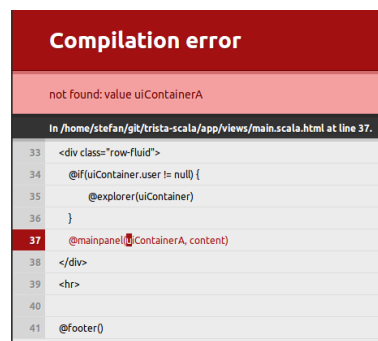 Compilation error
not found: value uiContainerA
In /home/stefan/git/trista-scala/app/views/main.scala.html at line 37.
33 <div class="row-fluid">
34 @if(uiContainer.user != null) {
35 @explorer(uiContainer)
36 }
37 @mainpanel(uiContainerA, content)
38 </div>
39 <hr>
40
41 @footer()